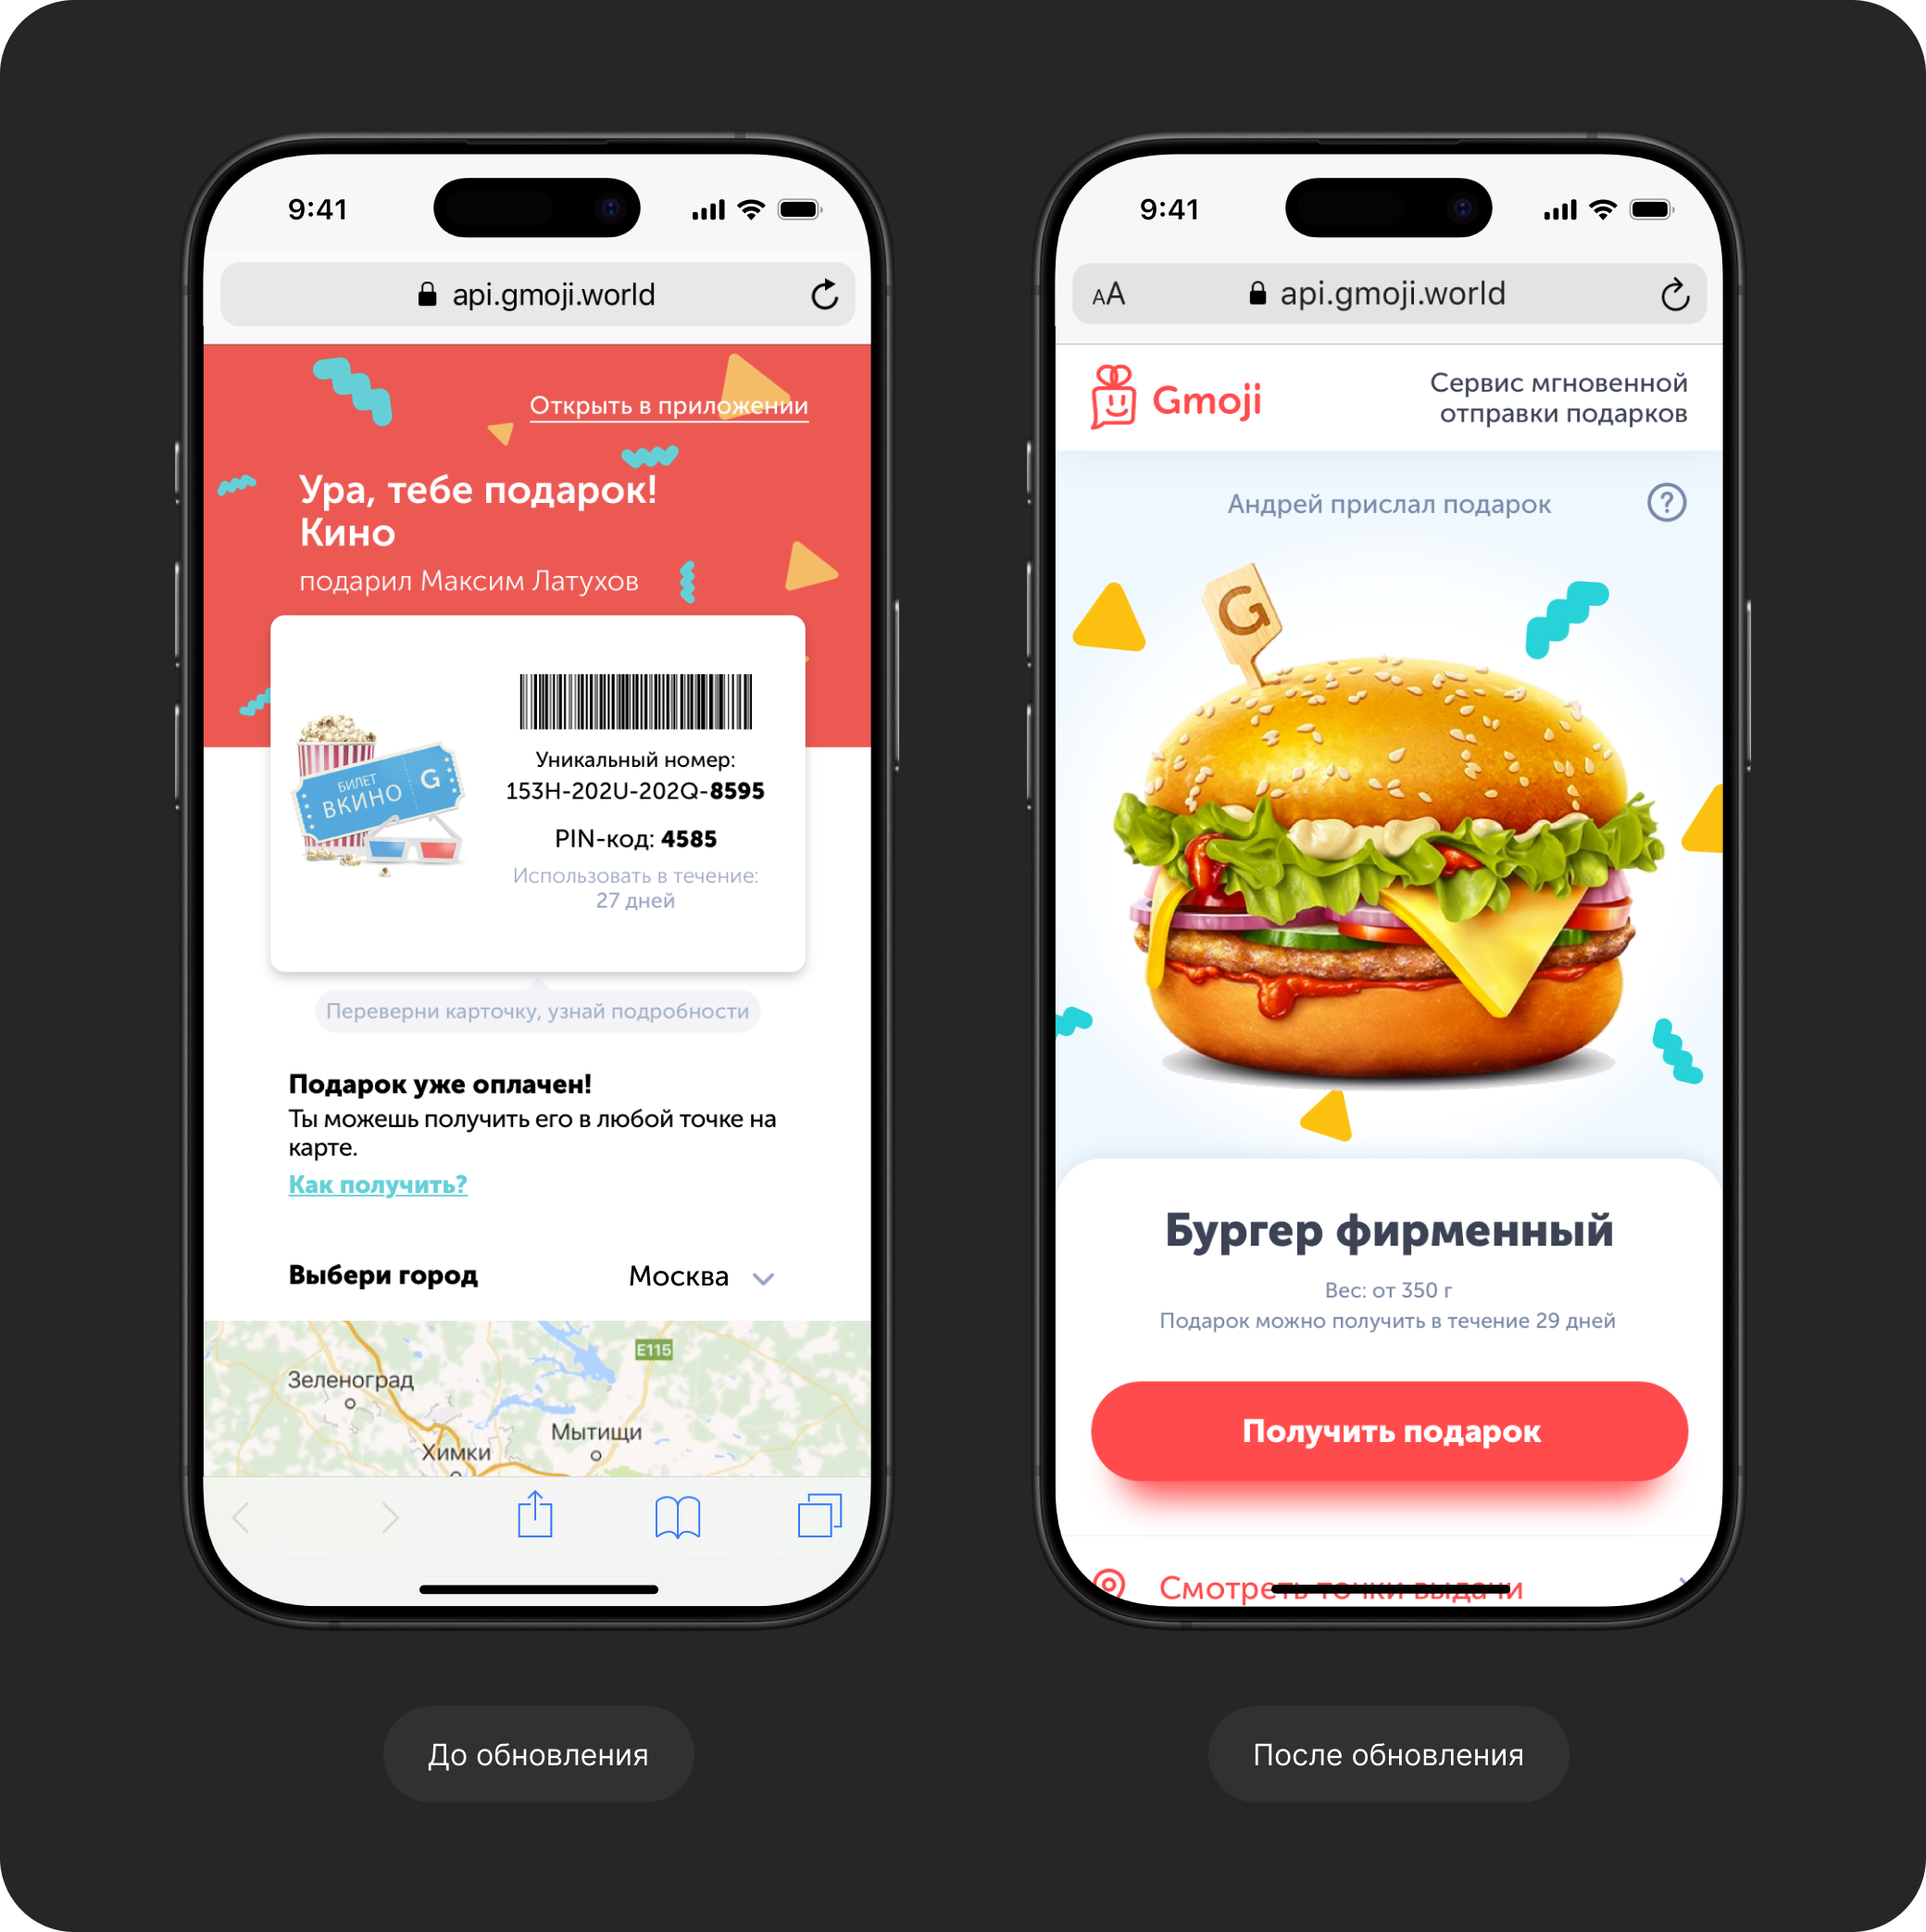 9:41
api.gmoji.world
Открыть в приложении
Ура, тебе подарок!
Кино
подарил Максим Латухов
БИЛЕТ
ВКИНО
G
Уникальный номер:
153H-202U-202Q-8595
PIN-код: 4585
Использовать в течение:
27 дней
Переверни карточку, узнай подробности
Подарок уже оплачен!
Ты можешь получить его в любой точке на
карте.
Как получить?
Выбери город
Москва
E115
Зеленоград
Мытищи
Химки
До обновления
9:41
AA
api.gmoji.world
Gmoji
Сервис мгновенной
отправки подарков
Андрей прислал подарок
?
G
Бургер фирменный
Вес: от 350 г
Подарок можно получить в течение 29 дней
Получить подарок
Смотреть точки выдачи
После обновления